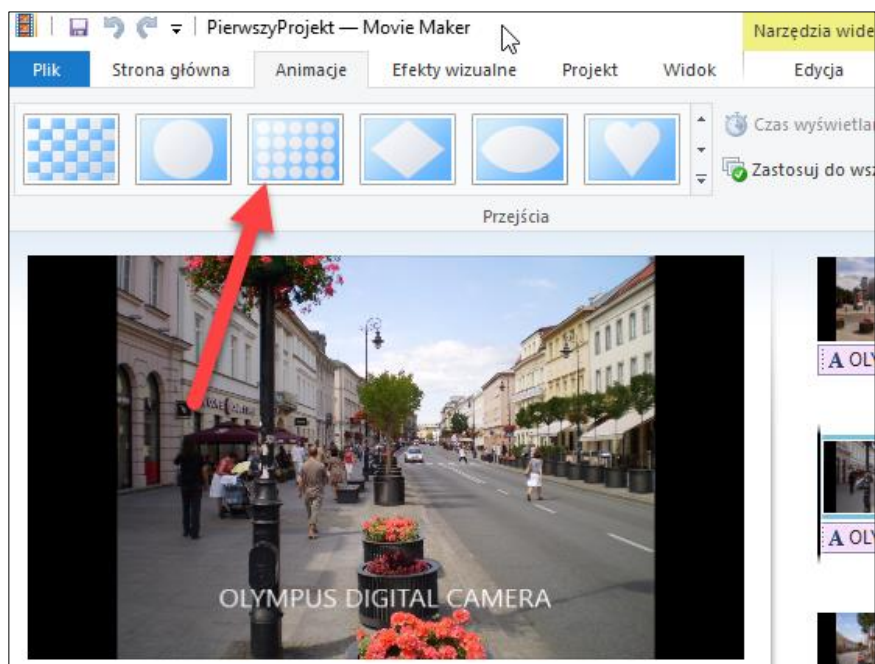 PierwszyProjekt — Movie Maker
Narzędzia wide
Plik Strona główna Animacje Efekty wizualne Projekt Widok Edycja
Czas wyświetlan
Zastosuj do wsz
Przejścia
A OLY
OLYMPUS DIGITAL CAMERA
A OLY